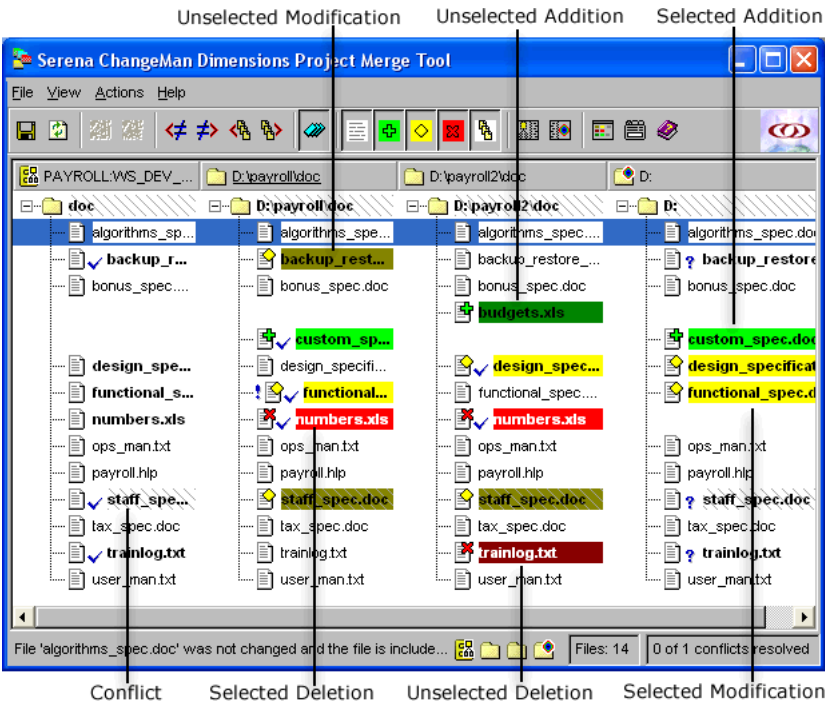 Unselected Modification Unselected Addition Selected Addition
Serena ChangeMan Dimensions Project Merge Tool
File View Actions Help
PAYROLL:WS_DEV_... D:\payroll\doc D:\payroll2\doc D:
doc D:\payroll\doc D:\payroll2\doc D:
algorithms_sp... algorithms_spe... algorithms_spec.... algorithms_spec.do
backup_r... backup_rest... backup_restore_... ? backup_restore
bonus_spec.... bonus_spec.doc bonus_spec.doc bonus_spec.doc
budgets.xls
custom_sp... custom_spec.doc
design_spe... design_specifi... design_spec... design_specificat
functional_s... ! functional... functional_spec.... functional_spec.d
numbers.xls numbers.xls numbers.xls
ops_man.txt ops_man.txt ops_man.txt ops_man.txt
payroll.hlp payroll.hlp payroll.hlp payroll.hlp
staff_spe... staff_spec.doc staff_spec.doc ? staff_spec.doc
tax_spec.doc tax_spec.doc tax_spec.doc tax_spec.doc
trainlog.txt trainlog.txt trainlog.txt ? trainlog.txt
user_man.txt user_man.txt user_man.txt user_man.txt
File 'algorithms_spec.doc' was not changed and the file is include... Files: 14 0 of 1 conflicts resolved
Conflict Selected Deletion Unselected Deletion Selected Modification